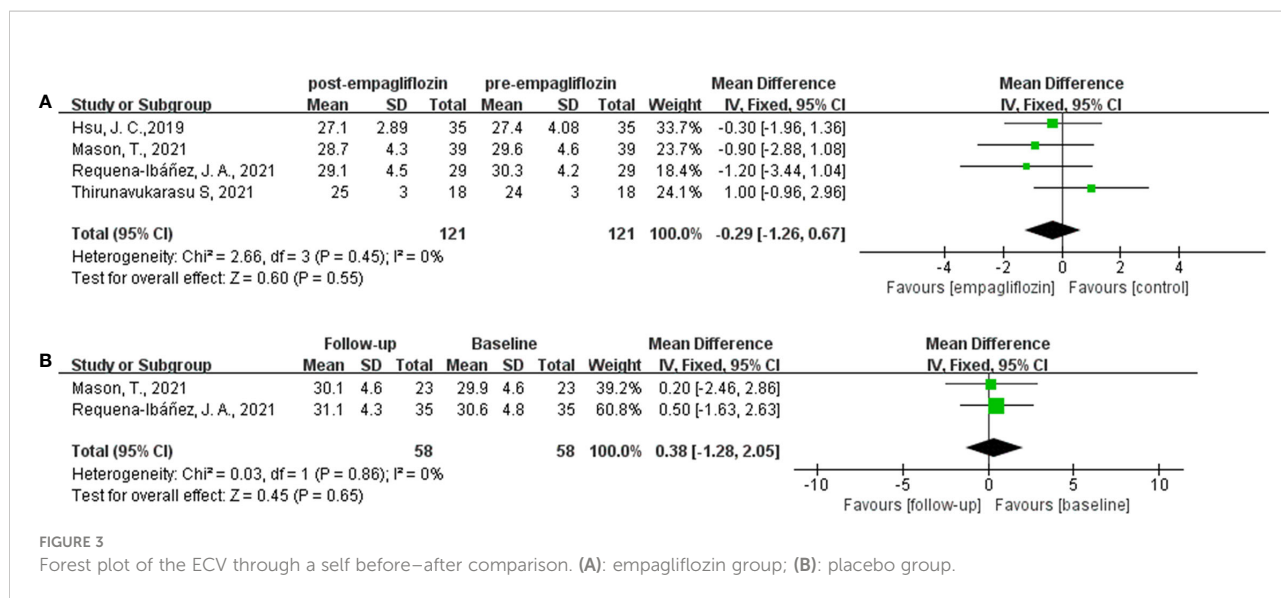 A
post-empagliflozin pre-empagliflozin Mean Difference Mean Difference
Study or Subgroup Mean SD Total Mean SD Total Weight IV, Fixed, 95% CI IV, Fixed, 95% CI
Hsu, J. C.,2019 27.1 2.89 35 27.4 4.08 35 33.7% -0.30 [-1.96, 1.36]
Mason, T., 2021 28.7 4.3 39 29.6 4.6 39 23.7% -0.90 [-2.88, 1.08]
Requena-Ibáñez, J. A., 2021 29.1 4.5 29 30.3 4.2 29 18.4% -1.20 [-3.44, 1.04]
Thirunavukarasu S, 2021 25 3 18 24 3 18 24.1% 1.00 [-0.96, 2.96]
Total (95% CI) 121 121 100.0% -0.29 [-1.26, 0.67]
Heterogeneity: Chi² = 2.66, df = 3 (P = 0.45); I² = 0%
Test for overall effect: Z = 0.60 (P = 0.55)
-4 -2 0 2 4
Favours [empagliflozin] Favours [control]
B
Follow-up Baseline Mean Difference Mean Difference
Study or Subgroup Mean SD Total Mean SD Total Weight IV, Fixed, 95% CI IV, Fixed, 95% CI
Mason, T., 2021 30.1 4.6 23 29.9 4.6 23 39.2% 0.20 [-2.46, 2.86]
Requena-Ibáñez, J. A., 2021 31.1 4.3 35 30.6 4.8 35 60.8% 0.50 [-1.63, 2.63]
Total (95% CI) 58 58 100.0% 0.38 [-1.28, 2.05]
Heterogeneity: Chi² = 0.03, df = 1 (P = 0.86); I² = 0%
Test for overall effect: Z = 0.45 (P = 0.65)
-10 -5 0 5 10
Favours [follow-up] Favours [baseline]
FIGURE 3
Forest plot of the ECV through a self before–after comparison. (A): empagliflozin group; (B): placebo group.